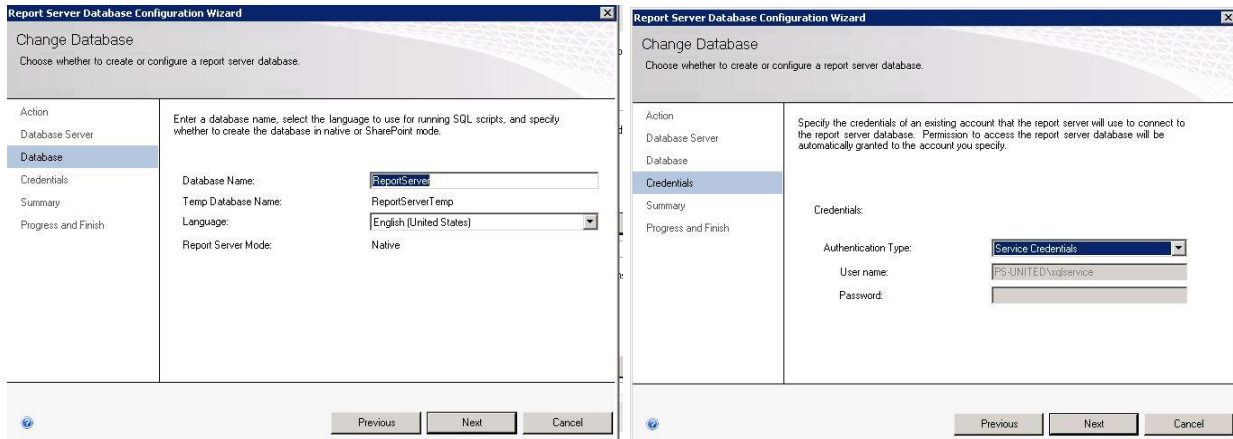 Report Server Database Configuration Wizard
Change Database
Choose whether to create or configure a report server database.
Action
Database Server
Database
Credentials
Summary
Progress and Finish
Enter a database name, select the language to use for running SQL scripts, and specify
whether to create the database in native or SharePoint mode.
Database Name: ReportServer
Temp Database Name: ReportServerTemp
Language: English (United States)
Report Server Mode: Native
Previous Next Cancel
Report Server Database Configuration Wizard
Change Database
Choose whether to create or configure a report server database.
Action
Database Server
Database
Credentials
Summary
Progress and Finish
Specify the credentials of an existing account that the report server will use to connect to
the report server database. Permission to access the report server database will be
automatically granted to the account you specify.
Credentials:
Authentication Type: Service Credentials
User name: PS-UNITED\sqlservice
Password:
Previous Next Cancel